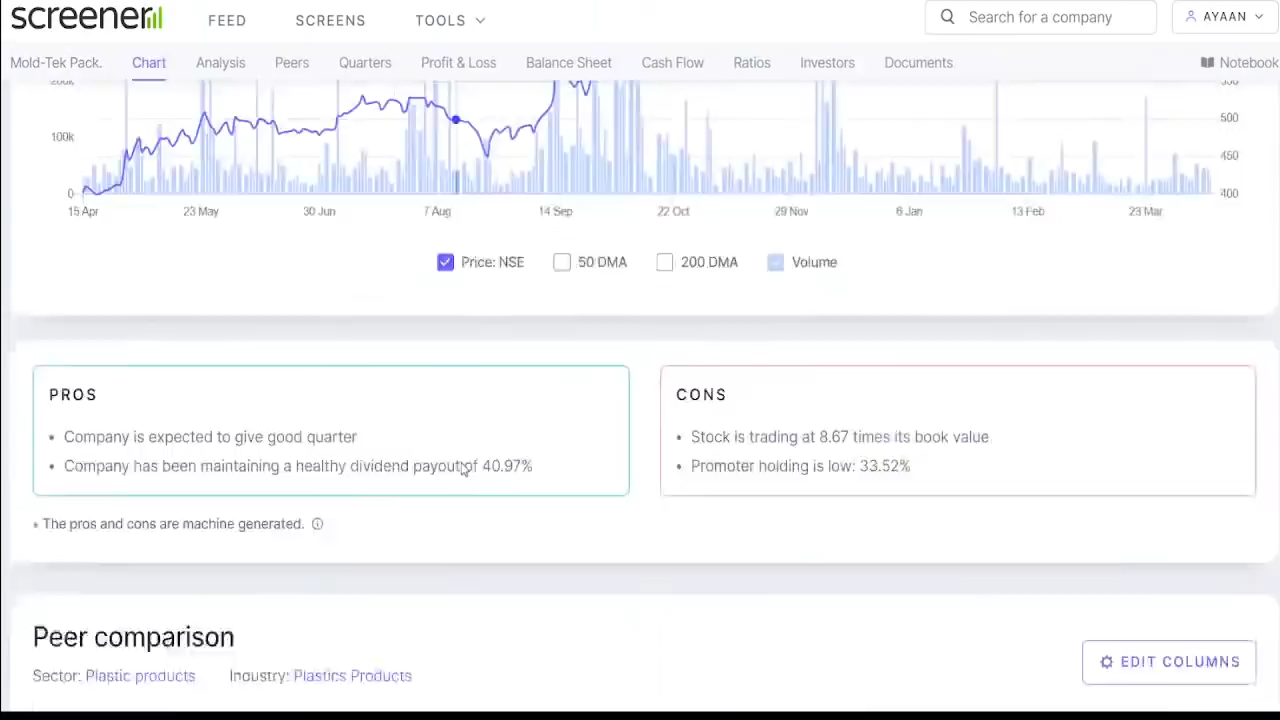 screener FEED SCREENS TOOLS Search for a company AYAAN
Mold-Tek Pack. Chart Analysis Peers Quarters Profit & Loss Balance Sheet Cash Flow Ratios Investors Documents Notebook
100k 500
450
0 400
15 Apr 23 May 30 Jun 7 Aug 14 Sep 22 Oct 29 Nov 6 Jan 13 Feb 23 Mar
Price: NSE 50 DMA 200 DMA Volume
PROS
• Company is expected to give good quarter
• Company has been maintaining a healthy dividend payout of 40.97%
CONS
• Stock is trading at 8.67 times its book value
• Promoter holding is low: 33.52%
* The pros and cons are machine generated.
Peer comparison
Sector: Plastic products Industry: Plastics Products
EDIT COLUMNS